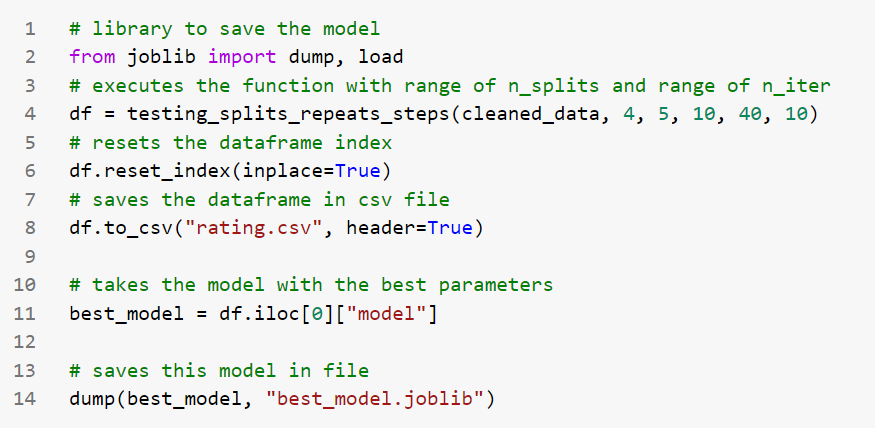 1 # library to save the model
2 from joblib import dump, load
3 # executes the function with range of n_splits and range of n_iter
4 df = testing_splits_repeats_steps(cleaned_data, 4, 5, 10, 40, 10)
5 # resets the dataframe index
6 df.reset_index(inplace=True)
7 # saves the dataframe in csv file
8 df.to_csv("rating.csv", header=True)
9
10 # takes the model with the best parameters
11 best_model = df.iloc[0]["model"]
12
13 # saves this model in file
14 dump(best_model, "best_model.joblib")